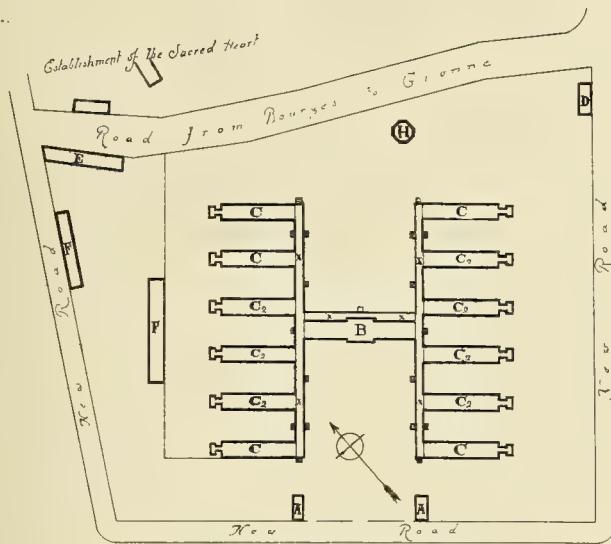 Establishment of the Sacred Heart
Road from Bourges to Gionne
D
H
E
C C
C C₂
Road
Road
C₂ C₂
F
B
C₂ C₂
New
New
C₂ C₂
C C
A A
New Road